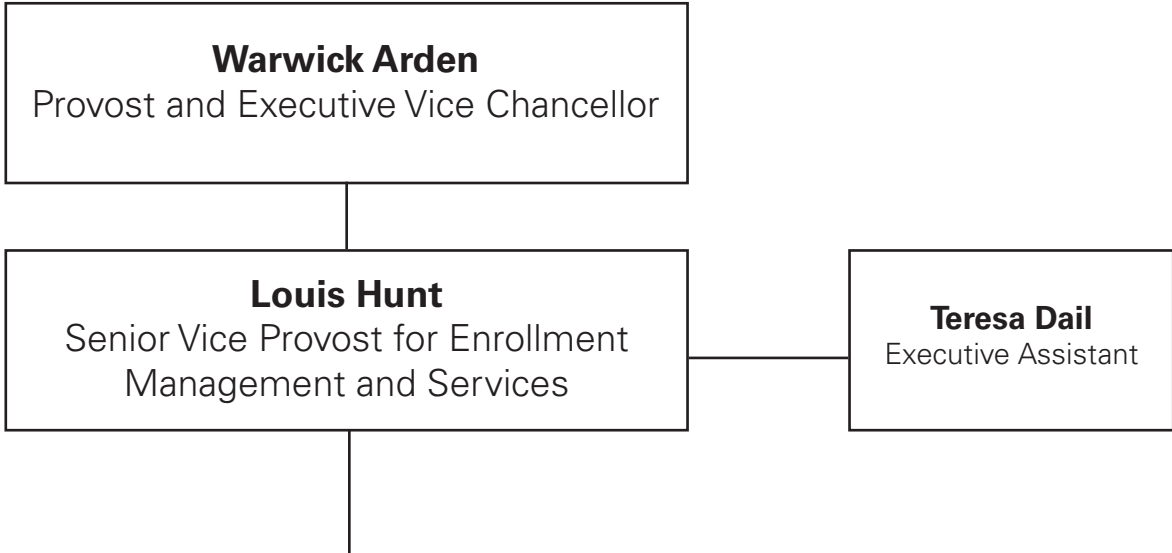 Warwick Arden
Provost and Executive Vice Chancellor
Louis Hunt
Senior Vice Provost for Enrollment
Management and Services
Teresa Dail
Executive Assistant